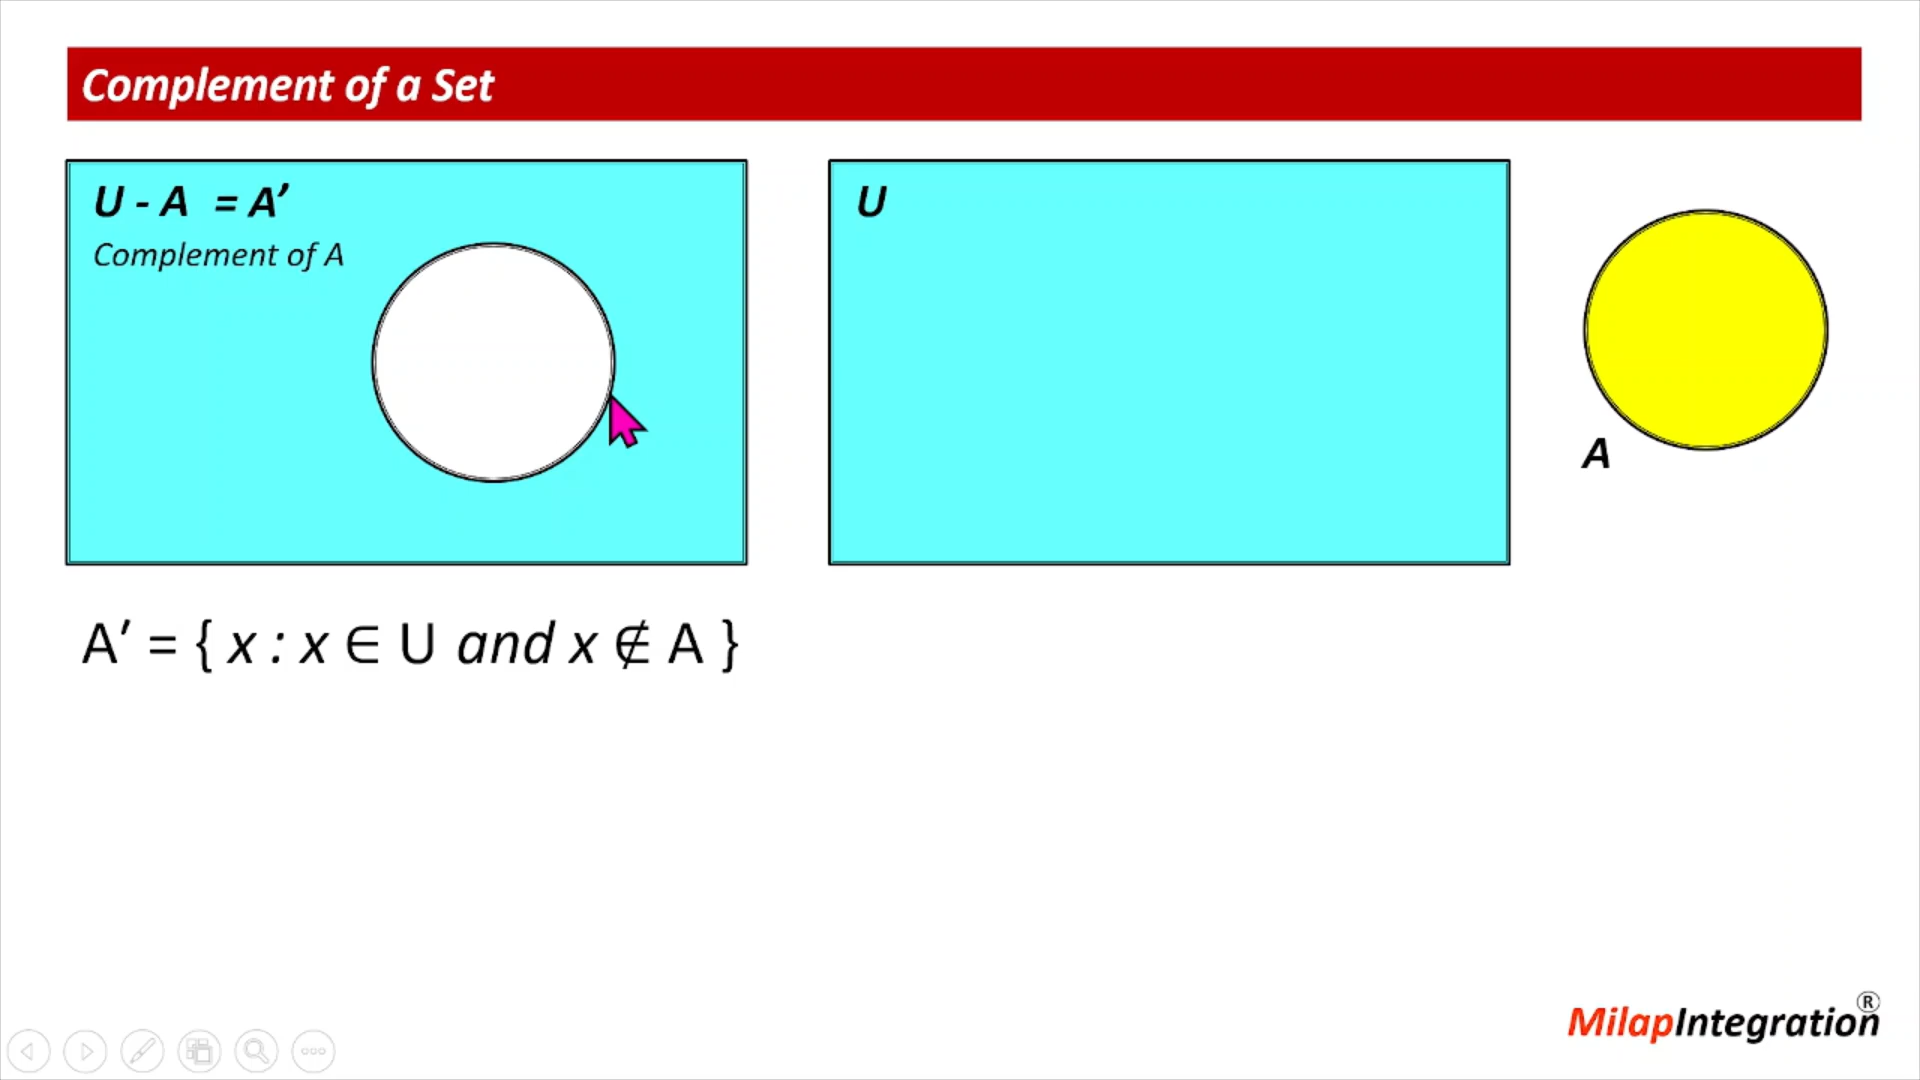 Complement of a Set
U - A = A′
Complement of A
U
A
A′ = { x : x ∈ U and x ∉ A }
MilapIntegration®